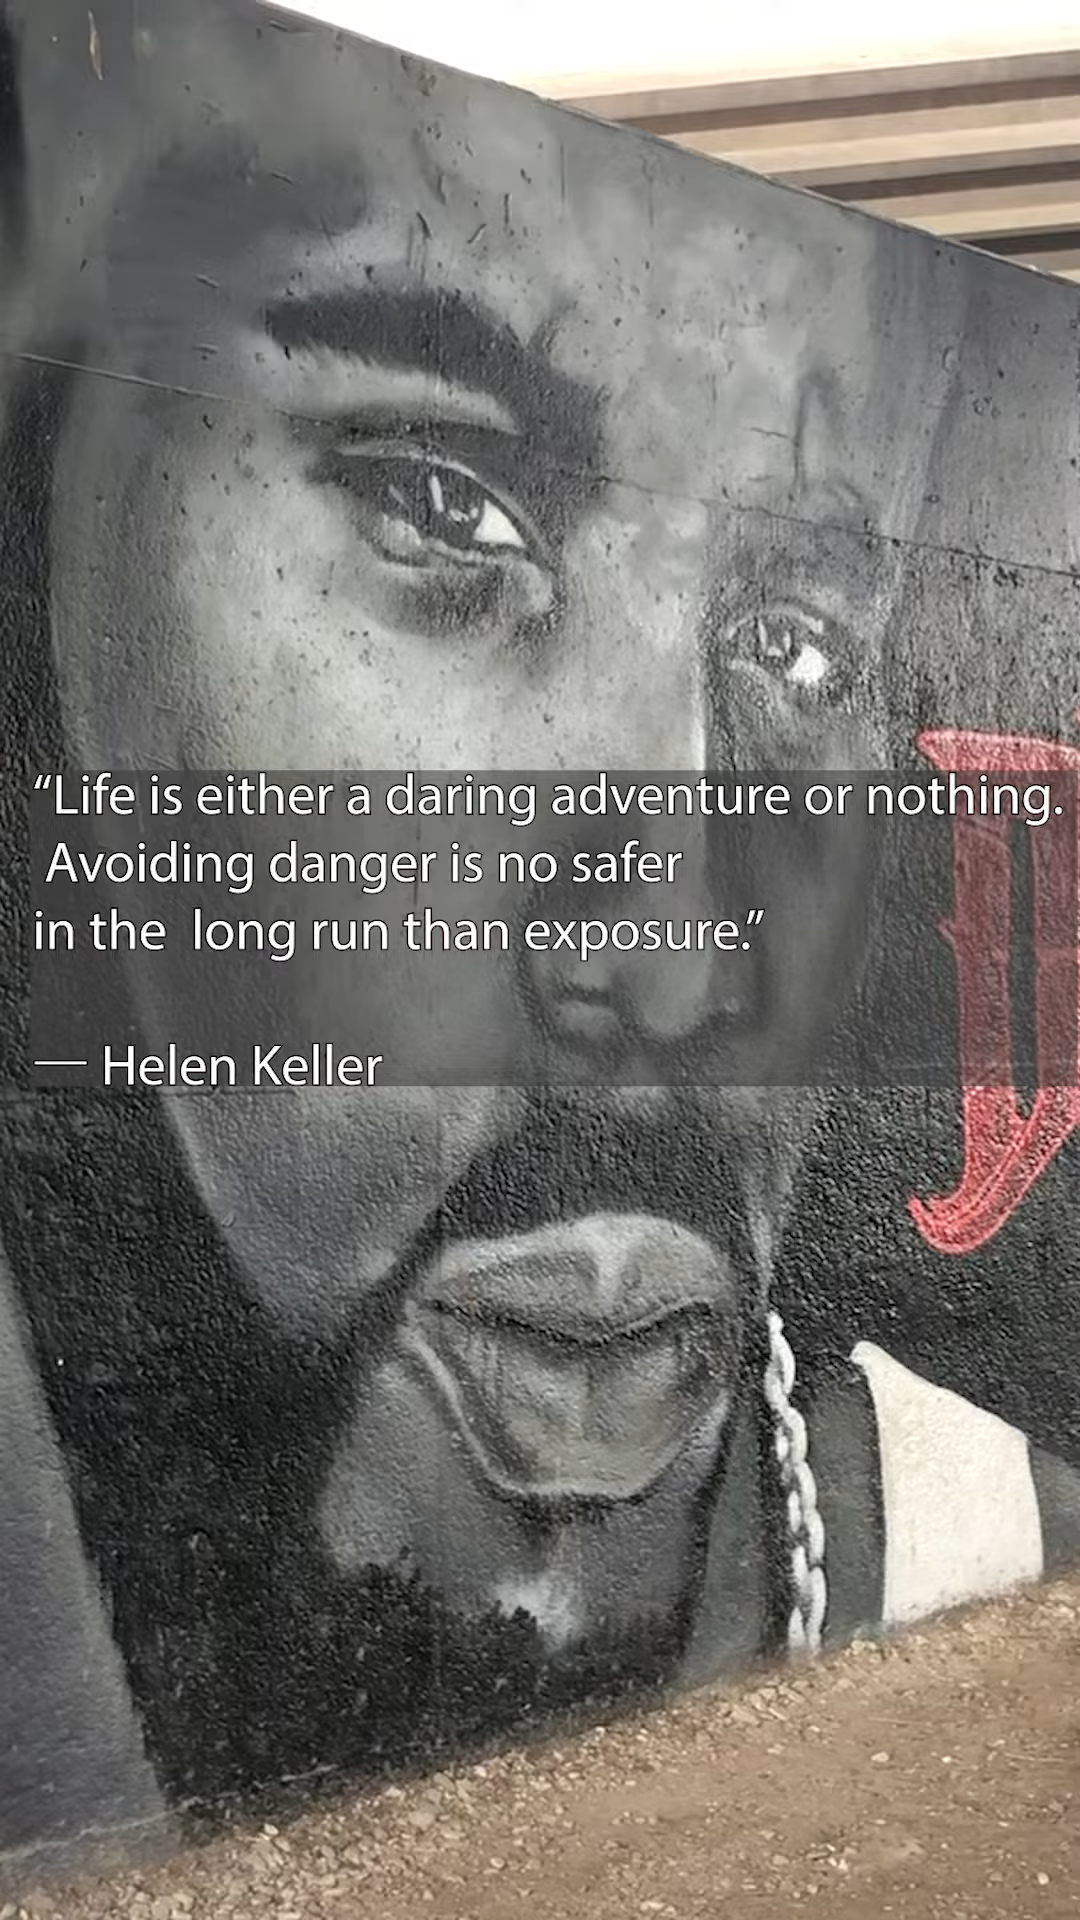 “Life is either a daring adventure or nothing.
Avoiding danger is no safer
in the long run than exposure.”
— Helen Keller